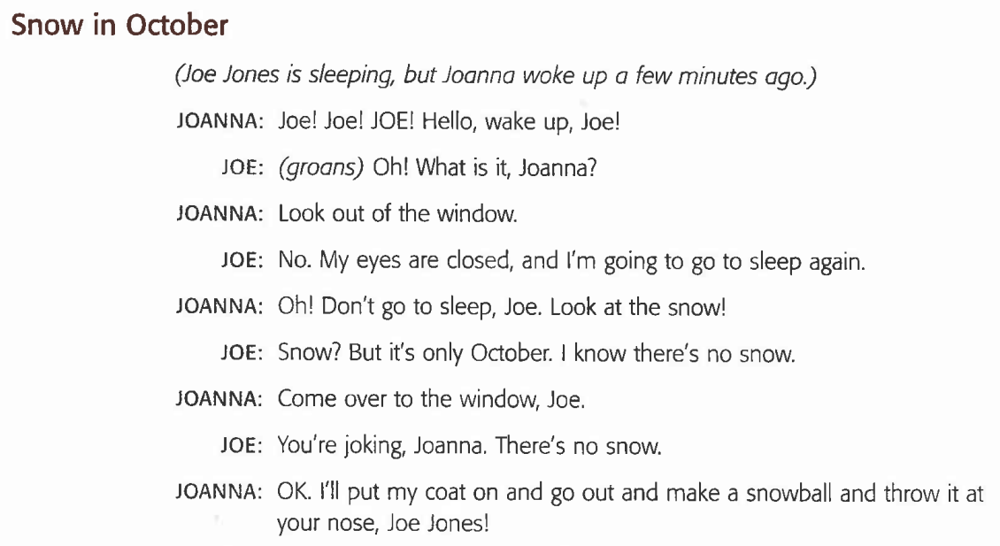 Snow in October
(Joe Jones is sleeping, but Joanna woke up a few minutes ago.)
JOANNA: Joe! Joe! JOE! Hello, wake up, Joe!
JOE: (groans) Oh! What is it, Joanna?
JOANNA: Look out of the window.
JOE: No. My eyes are closed, and I'm going to go to sleep again.
JOANNA: Oh! Don't go to sleep, Joe. Look at the snow!
JOE: Snow? But it's only October. I know there's no snow.
JOANNA: Come over to the window, Joe.
JOE: You're joking, Joanna. There's no snow.
JOANNA: OK. I'll put my coat on and go out and make a snowball and throw it at
your nose, Joe Jones!